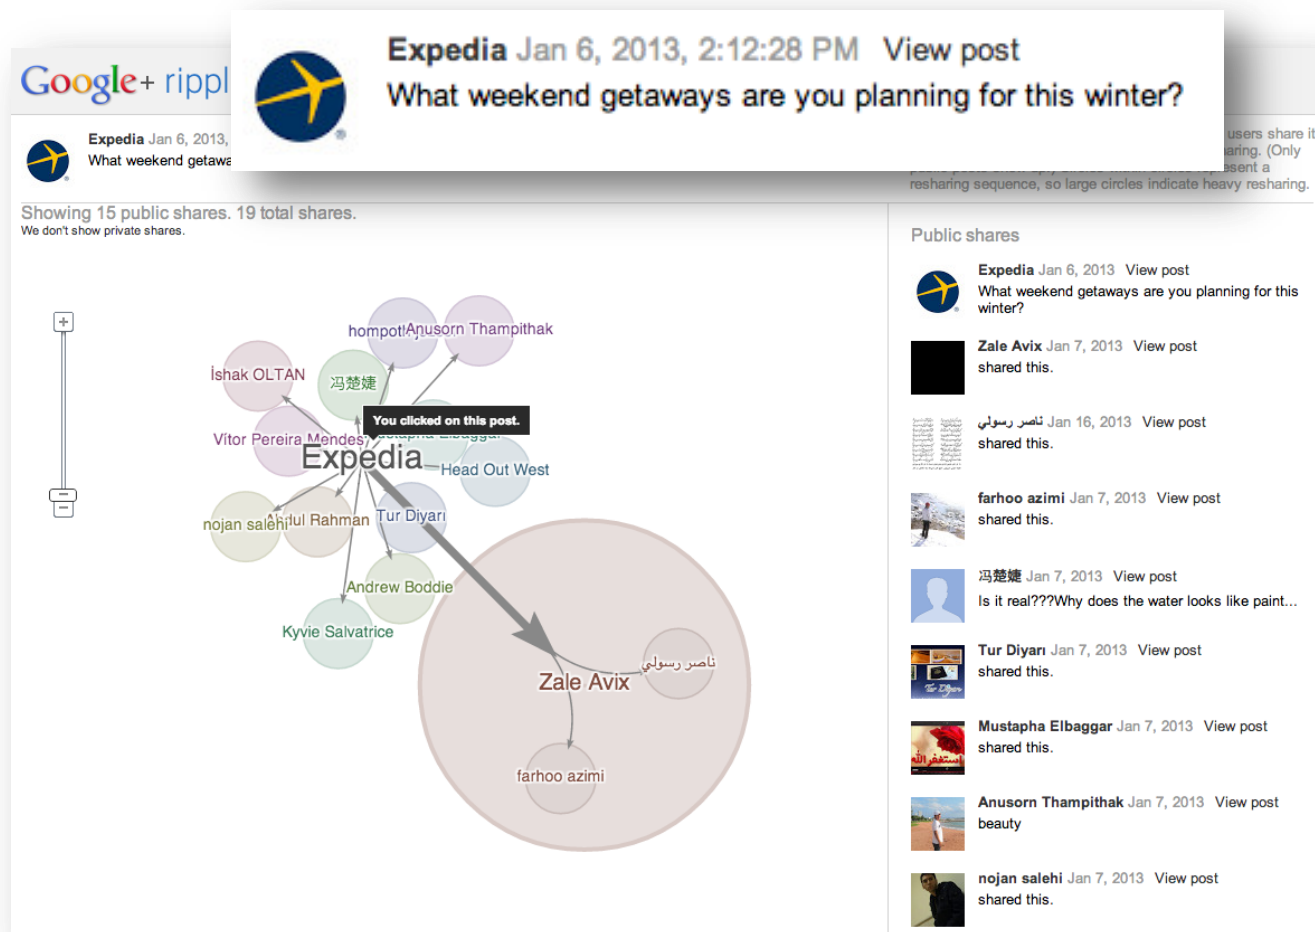 Expedia Jan 6, 2013, 2:12:28 PM View post
What weekend getaways are you planning for this winter?
Google+ rippl
Expedia Jan 6, 2013,
What weekend getawa
users share it
aring. (Only
resharing sequence, so large circles indicate heavy resharing.
Showing 15 public shares. 19 total shares.
We don't show private shares.
Anusorn Thampithak
İshak OLTAN
冯楚婕
You clicked on this post.
Vítor Pereira Mendes
Expedia
Head Out West
nojan salehi
Rahman
Tur Diyarı
Andrew Boddie
Kyvie Salvatrice
ناصر رسولي
Zale Avix
farhoo azimi
Public shares
Expedia Jan 6, 2013 View post
What weekend getaways are you planning for this
winter?
Zale Avix Jan 7, 2013 View post
shared this.
ناصر رسولي Jan 16, 2013 View post
shared this.
farhoo azimi Jan 7, 2013 View post
shared this.
冯楚婕 Jan 7, 2013 View post
Is it real???Why does the water looks like paint...
Tur Diyarı Jan 7, 2013 View post
shared this.
Tur Diyarı
Mustapha Elbaggar Jan 7, 2013 View post
shared this.
استغفر الله
Anusorn Thampithak Jan 7, 2013 View post
beauty
nojan salehi Jan 7, 2013 View post
shared this.